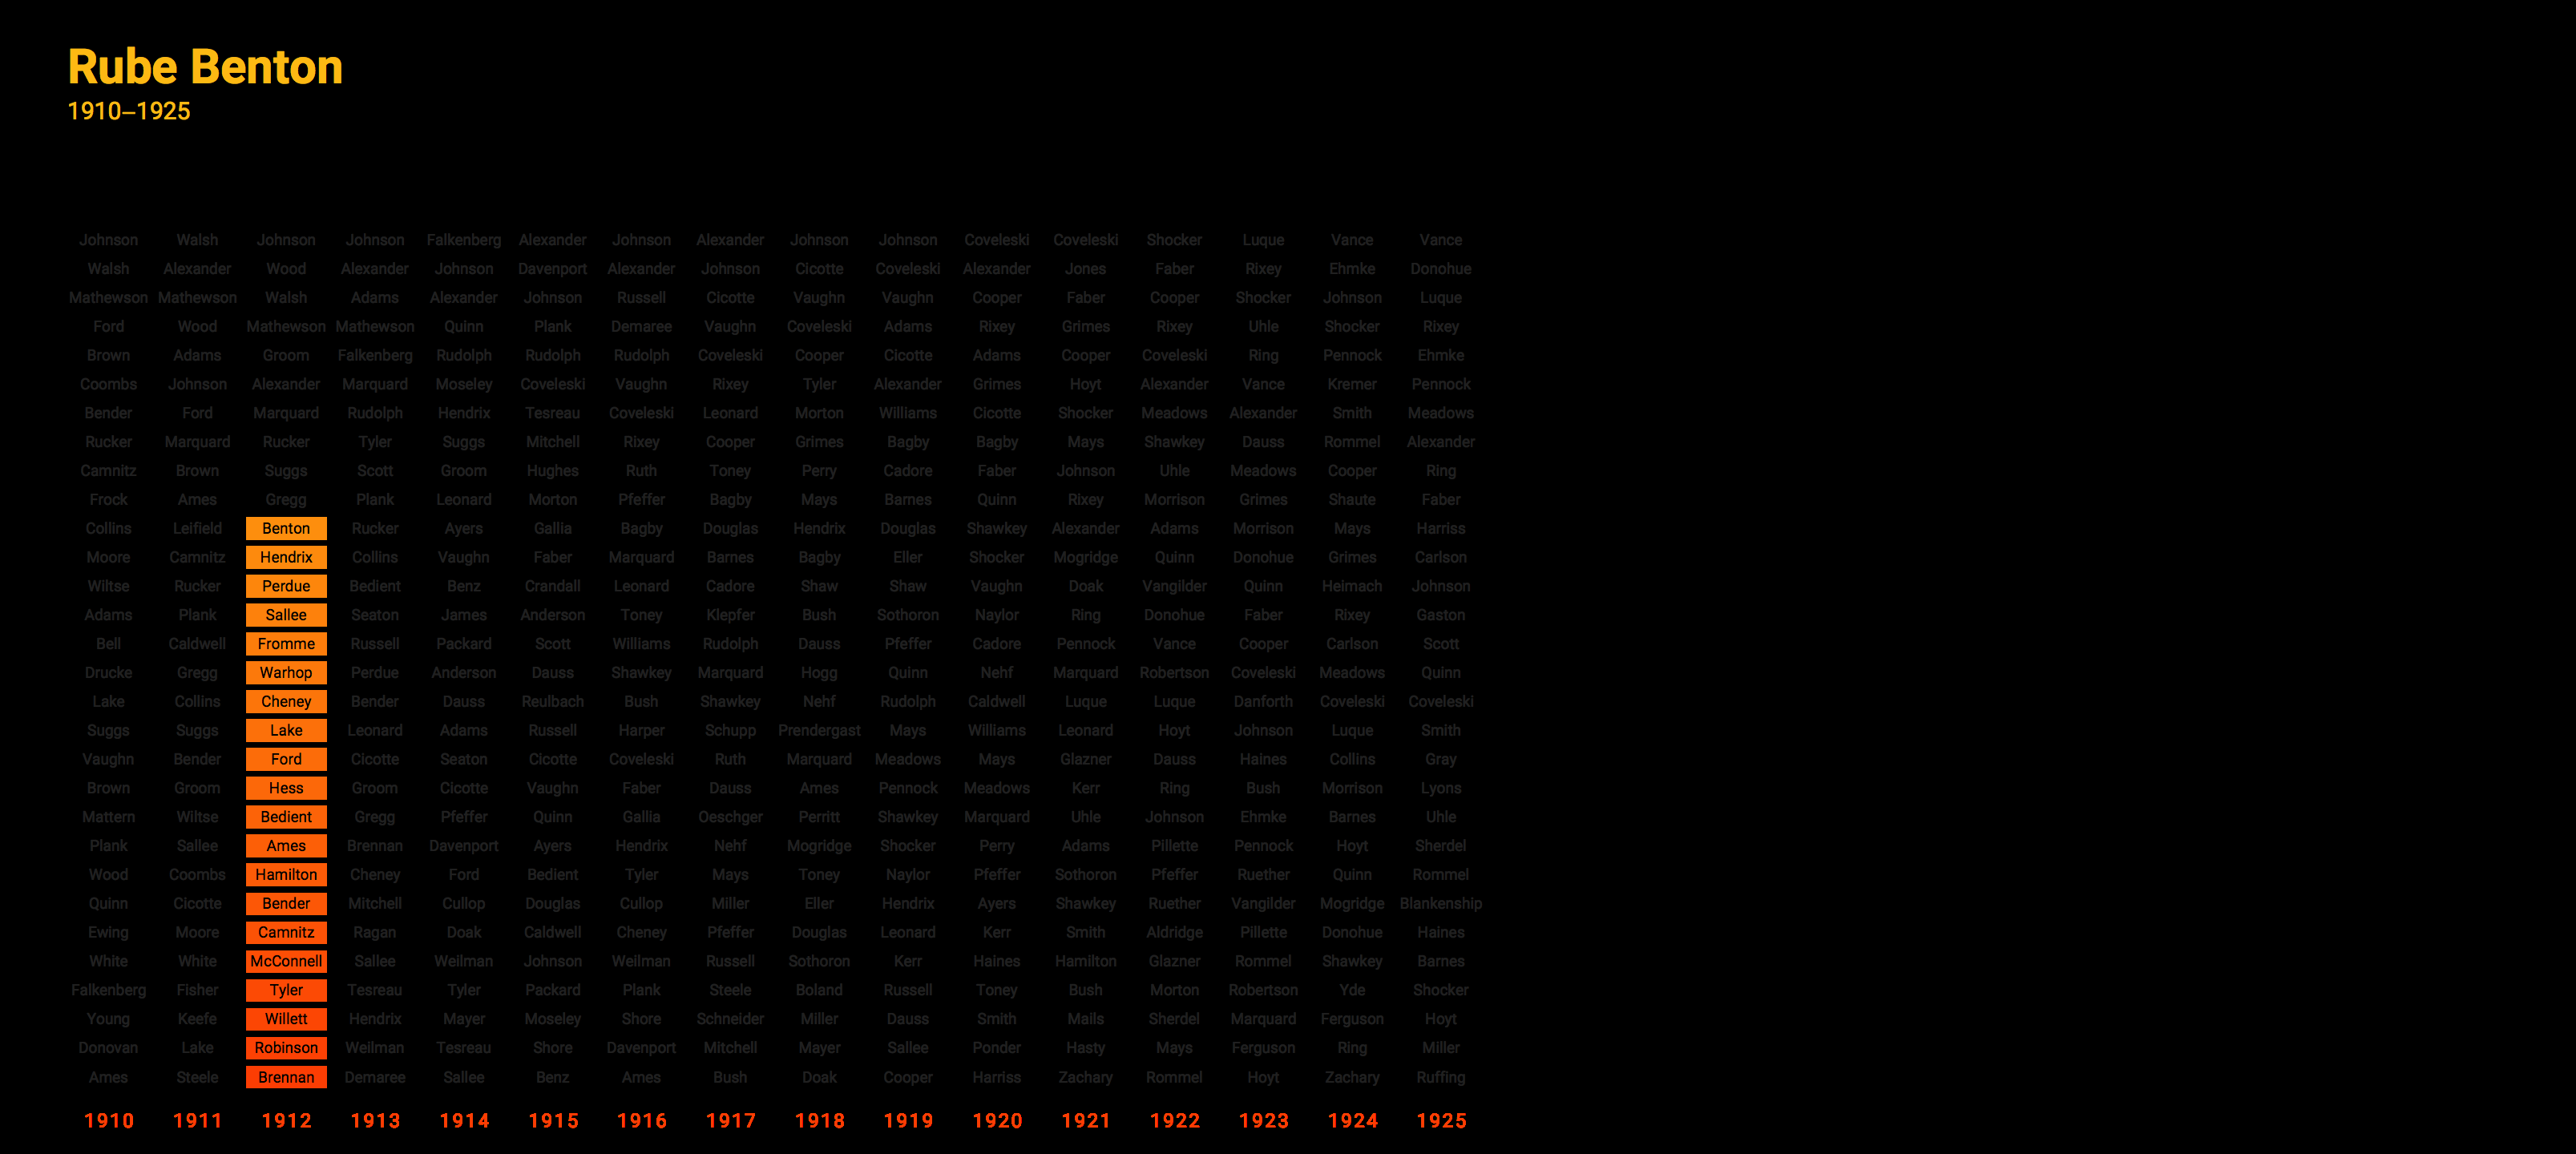 Rube Benton
1910–1925
Johnson Walsh Johnson Johnson Falkenberg Alexander Johnson Alexander Johnson Johnson Coveleski Coveleski Shocker Luque Vance Vance
Walsh Alexander Wood Alexander Johnson Davenport Alexander Johnson Cicotte Coveleski Alexander Jones Faber Rixey Ehmke Donohue
Mathewson Mathewson Walsh Adams Alexander Johnson Russell Cicotte Vaughn Vaughn Cooper Faber Cooper Shocker Johnson Luque
Ford Wood Mathewson Mathewson Quinn Plank Demaree Vaughn Coveleski Adams Rixey Grimes Rixey Uhle Shocker Rixey
Brown Adams Groom Falkenberg Rudolph Rudolph Rudolph Coveleski Cooper Cicotte Adams Cooper Coveleski Ring Pennock Ehmke
Coombs Johnson Alexander Marquard Moseley Coveleski Vaughn Rixey Tyler Alexander Grimes Hoyt Alexander Vance Kremer Pennock
Bender Ford Marquard Rudolph Hendrix Tesreau Coveleski Leonard Morton Williams Cicotte Shocker Meadows Alexander Smith Meadows
Rucker Marquard Rucker Tyler Suggs Mitchell Rixey Cooper Grimes Bagby Bagby Mays Shawkey Dauss Rommel Alexander
Camnitz Brown Suggs Scott Groom Hughes Ruth Toney Perry Cadore Faber Johnson Uhle Meadows Cooper Ring
Frock Ames Gregg Plank Leonard Morton Pfeffer Bagby Mays Barnes Quinn Rixey Morrison Grimes Shaute Faber
Collins Leifield Benton Rucker Ayers Gallia Bagby Douglas Hendrix Douglas Shawkey Alexander Adams Morrison Mays Harriss
Moore Camnitz Hendrix Collins Vaughn Faber Marquard Barnes Bagby Eller Shocker Mogridge Quinn Donohue Grimes Carlson
Wiltse Rucker Perdue Bedient Benz Crandall Leonard Cadore Shaw Shaw Vaughn Doak Vangilder Quinn Heimach Johnson
Adams Plank Sallee Seaton James Anderson Toney Klepfer Bush Sothoron Naylor Ring Donohue Faber Rixey Gaston
Bell Caldwell Fromme Russell Packard Scott Williams Rudolph Dauss Pfeffer Cadore Pennock Vance Cooper Carlson Scott
Drucke Gregg Warhop Perdue Anderson Dauss Shawkey Marquard Hogg Quinn Nehf Marquard Robertson Coveleski Meadows Quinn
Lake Collins Cheney Bender Dauss Reulbach Bush Shawkey Nehf Rudolph Caldwell Luque Luque Danforth Coveleski Coveleski
Suggs Suggs Lake Leonard Adams Russell Harper Schupp Prendergast Mays Williams Leonard Hoyt Johnson Luque Smith
Vaughn Bender Ford Cicotte Seaton Cicotte Coveleski Ruth Marquard Meadows Mays Glazner Dauss Haines Collins Gray
Brown Groom Hess Groom Cicotte Vaughn Faber Dauss Ames Pennock Meadows Kerr Ring Bush Morrison Lyons
Mattern Wiltse Bedient Gregg Pfeffer Quinn Gallia Oeschger Perritt Shawkey Marquard Uhle Johnson Ehmke Barnes Uhle
Plank Sallee Ames Brennan Davenport Ayers Hendrix Nehf Mogridge Shocker Perry Adams Pillette Pennock Hoyt Sherdel
Wood Coombs Hamilton Cheney Ford Bedient Tyler Mays Toney Naylor Pfeffer Sothoron Pfeffer Ruether Quinn Rommel
Quinn Cicotte Bender Mitchell Cullop Douglas Cullop Miller Eller Hendrix Ayers Shawkey Ruether Vangilder Mogridge Blankenship
Ewing Moore Camnitz Ragan Doak Caldwell Cheney Pfeffer Douglas Leonard Kerr Smith Aldridge Pillette Donohue Haines
White White McConnell Sallee Weilman Johnson Weilman Russell Sothoron Kerr Haines Hamilton Glazner Rommel Shawkey Barnes
Falkenberg Fisher Tyler Tesreau Tyler Packard Plank Steele Boland Russell Toney Bush Morton Robertson Yde Shocker
Young Keefe Willett Hendrix Mayer Moseley Shore Schneider Miller Dauss Smith Mails Sherdel Marquard Ferguson Hoyt
Donovan Lake Robinson Weilman Tesreau Shore Davenport Mitchell Mayer Sallee Ponder Hasty Mays Ferguson Ring Miller
Ames Steele Brennan Demaree Sallee Benz Ames Bush Doak Cooper Harriss Zachary Rommel Hoyt Zachary Ruffing
1910 1911 1912 1913 1914 1915 1916 1917 1918 1919 1920 1921 1922 1923 1924 1925